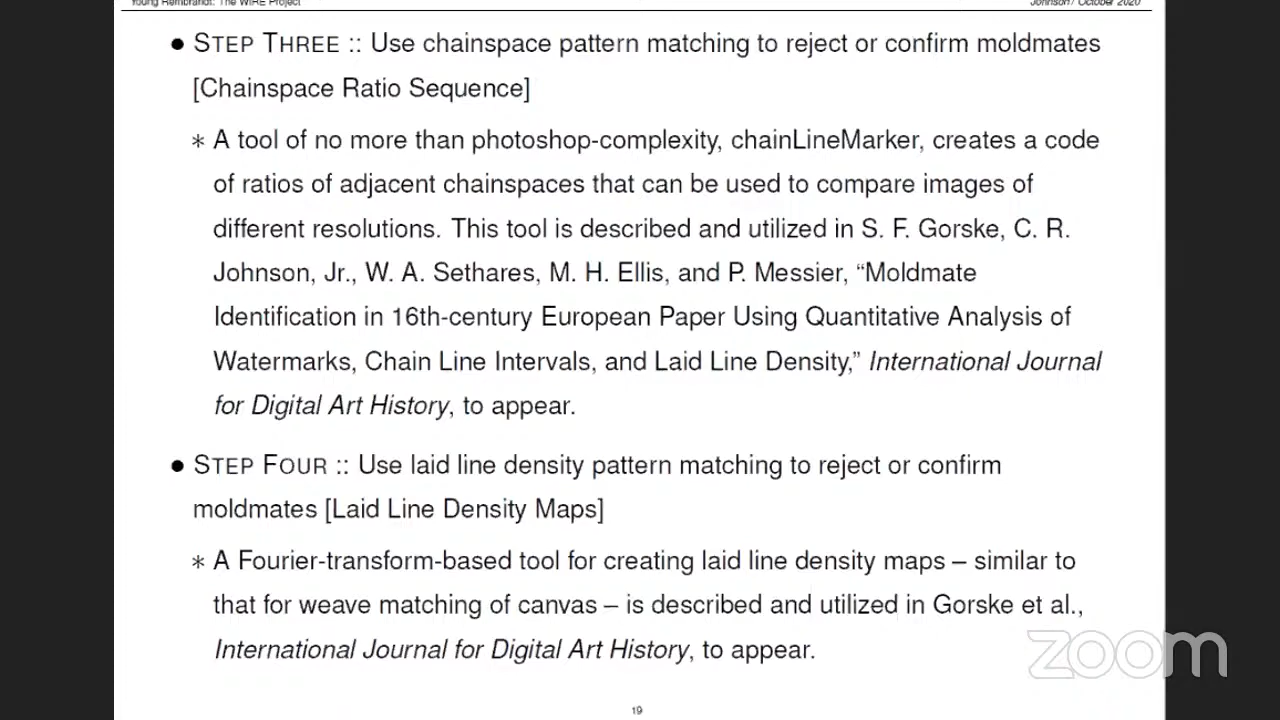 Young Rembrandt: The WIRE Project Johnson / October 2020
● STEP THREE :: Use chainspace pattern matching to reject or confirm moldmates
[Chainspace Ratio Sequence]
∗ A tool of no more than photoshop-complexity, chainLineMarker, creates a code
of ratios of adjacent chainspaces that can be used to compare images of
different resolutions. This tool is described and utilized in S. F. Gorske, C. R.
Johnson, Jr., W. A. Sethares, M. H. Ellis, and P. Messier, “Moldmate
Identification in 16th-century European Paper Using Quantitative Analysis of
Watermarks, Chain Line Intervals, and Laid Line Density,” International Journal
for Digital Art History, to appear.
● STEP FOUR :: Use laid line density pattern matching to reject or confirm
moldmates [Laid Line Density Maps]
∗ A Fourier-transform-based tool for creating laid line density maps – similar to
that for weave matching of canvas – is described and utilized in Gorske et al.,
International Journal for Digital Art History, to appear.
zoom
19